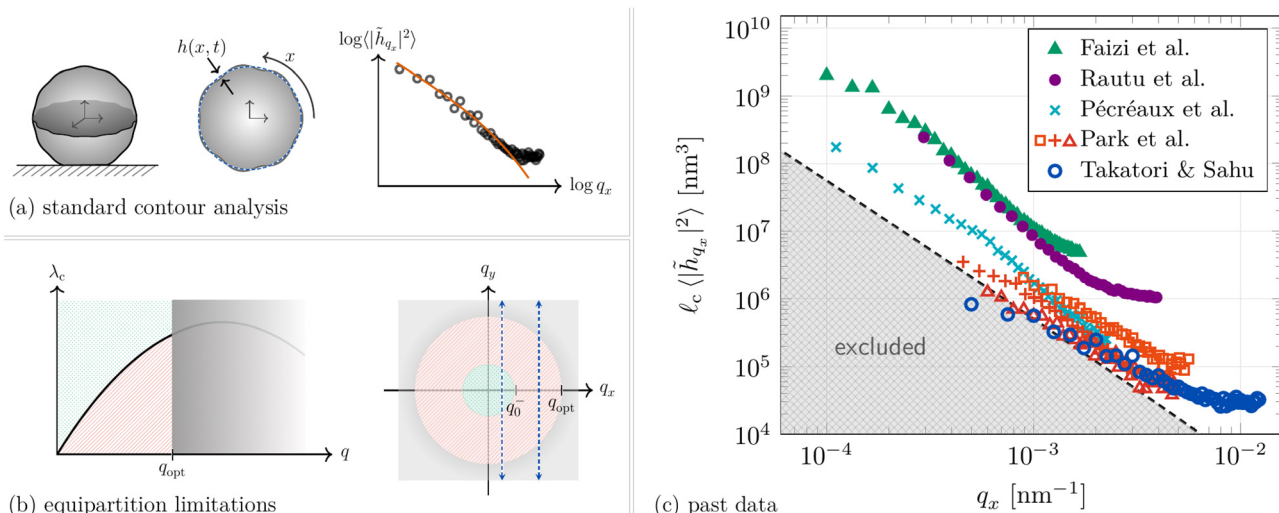 h(x, t)
x
log⟨|h̃_{q_x}|²⟩
log q_x
(a) standard contour analysis
λ_c
q_opt
q
q_y
q_x
q_0^-
q_opt
(b) equipartition limitations
ℓ_c ⟨|h̃_{q_x}|²⟩ [nm³]
10^10
10^9
10^8
10^7
10^6
10^5
10^4
Faizi et al.
Rautu et al.
Pécréaux et al.
Park et al.
Takatori & Sahu
excluded
10^−4
10^−3
10^−2
q_x [nm^−1]
(c) past data